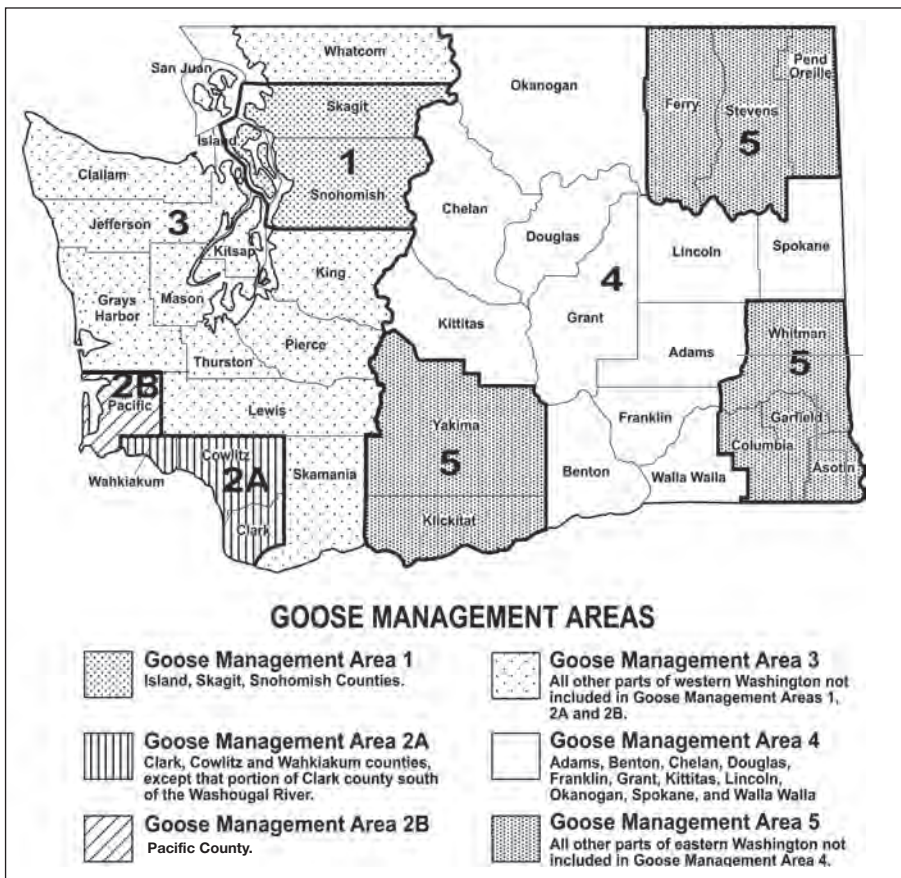 Whatcom
San Juan
Okanogan
Pend
Oreille
Skagit
Ferry
Stevens
Island
5
1
Clallam
Snohomish
Chelan
Jefferson
3
Douglas
Kitsap
Lincoln
Spokane
King
4
Grays
Harbor
Mason
Grant
Kittitas
Whitman
Pierce
Adams
5
Thurston
2B
Pacific
Lewis
Franklin
Garfield
Yakima
Columbia
Cowlitz
5
Asotin
Wahkiakum
2A
Skamania
Benton
Walla Walla
Clark
Klickitat
GOOSE MANAGEMENT AREAS
Goose Management Area 1
Island, Skagit, Snohomish Counties.
Goose Management Area 2A
Clark, Cowlitz and Wahkiakum counties,
except that portion of Clark county south
of the Washougal River.
Goose Management Area 2B
Pacific County.
Goose Management Area 3
All other parts of western Washington not
included in Goose Management Areas 1,
2A and 2B.
Goose Management Area 4
Adams, Benton, Chelan, Douglas,
Franklin, Grant, Kittitas, Lincoln,
Okanogan, Spokane, and Walla Walla
Goose Management Area 5
All other parts of eastern Washington not
included in Goose Management Area 4.